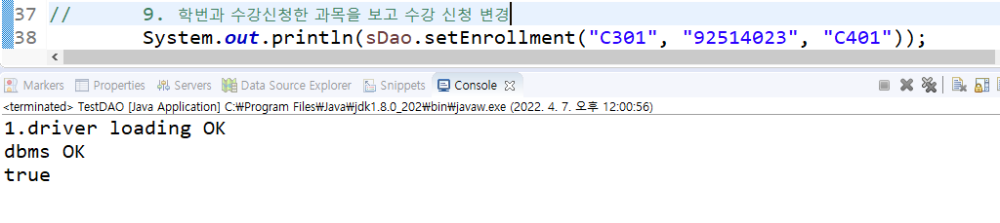 37 //      9. 학번과 수강신청한 과목을 보고 수강 신청 변경
38         System.out.println(sDao.setEnrollment("C301", "92514023", "C401"));
Markers Properties Servers Data Source Explorer Snippets Console
<terminated> TestDAO [Java Application] C:₩Program Files₩Java₩jdk1.8.0_202₩bin₩javaw.exe (2022. 4. 7. 오후 12:00:56)
1.driver loading OK
dbms OK
true